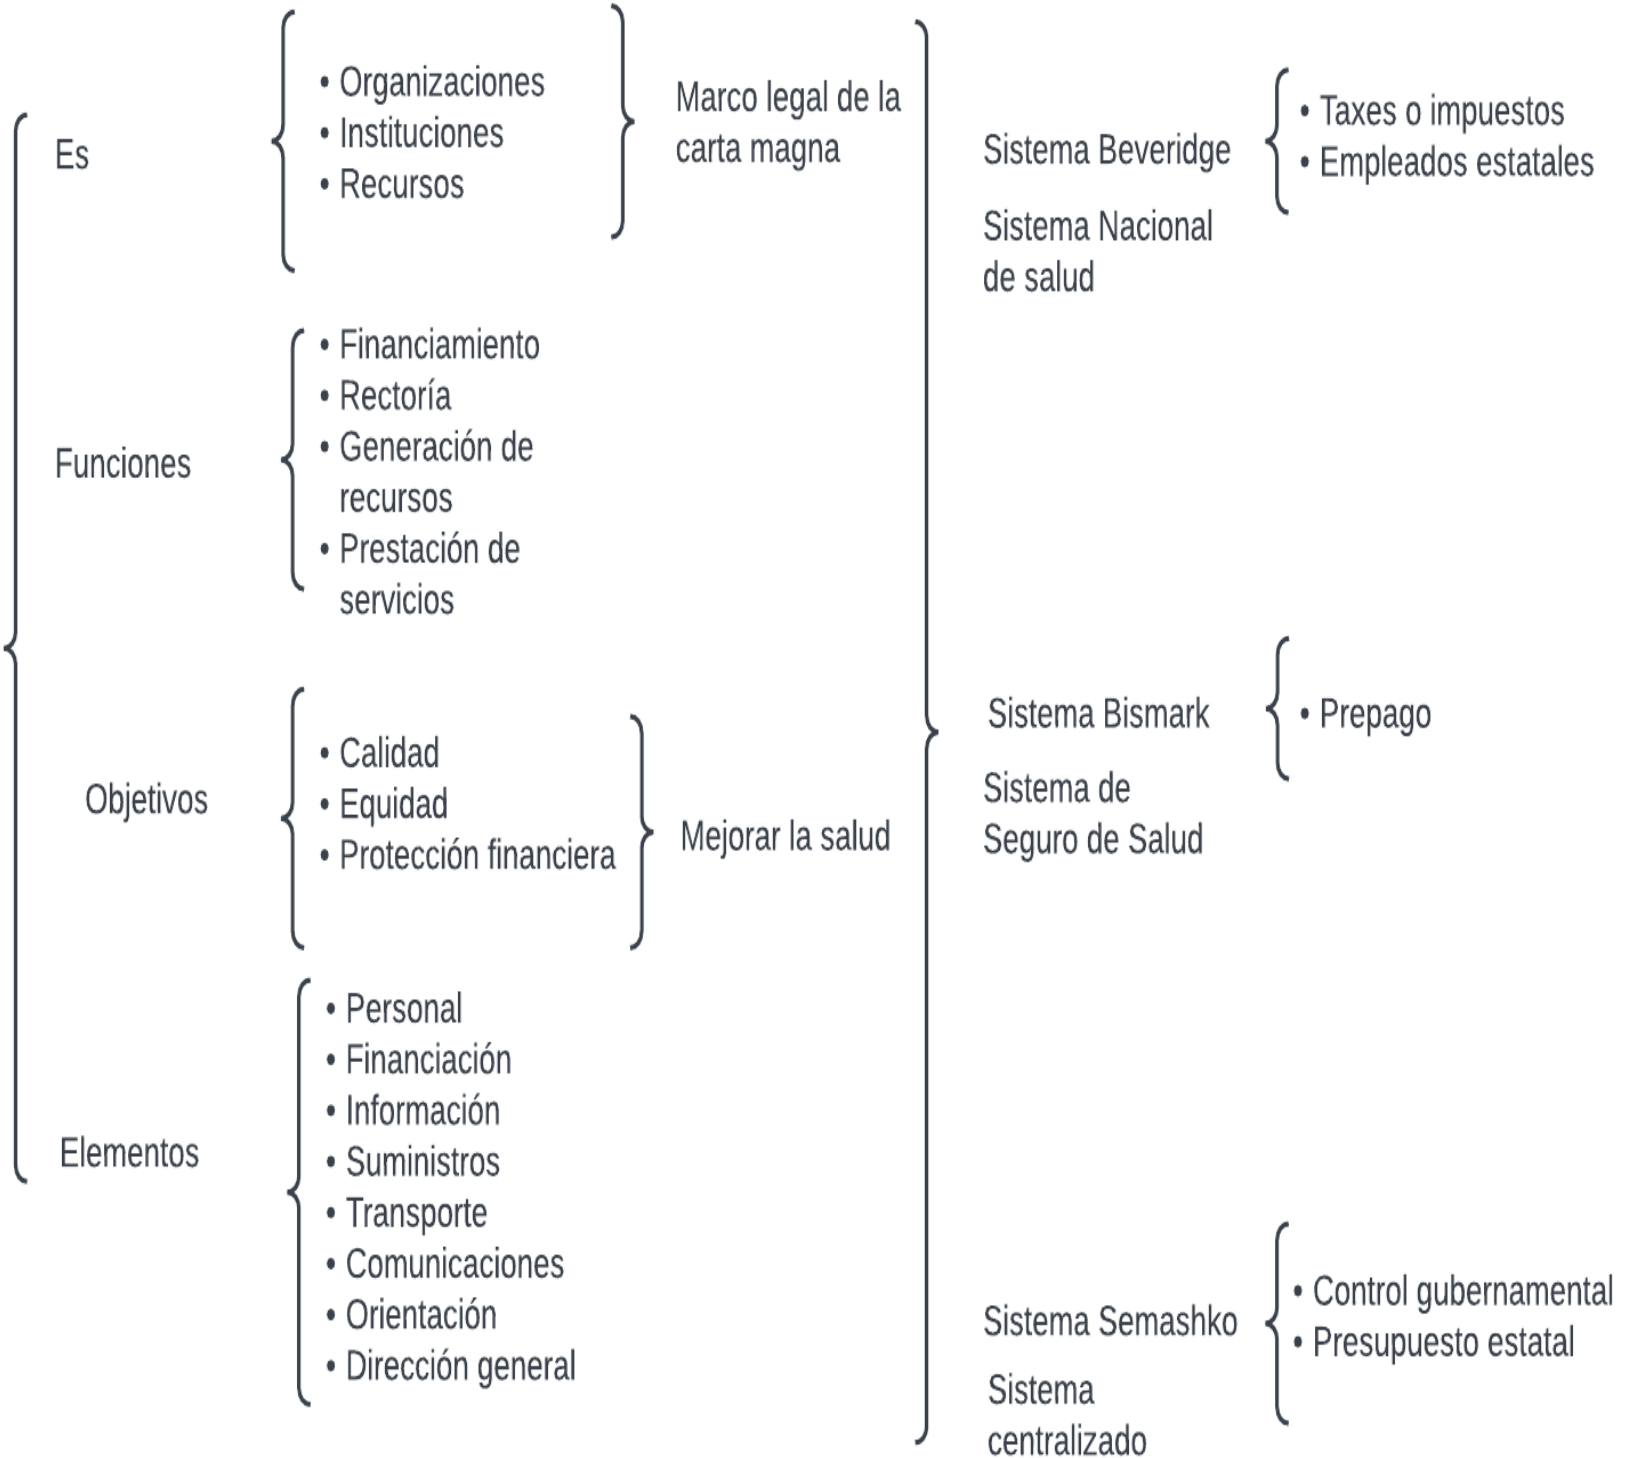 Es
• Organizaciones
• Instituciones
• Recursos
Marco legal de la
carta magna
Funciones
• Financiamiento
• Rectoría
• Generación de
recursos
• Prestación de
servicios
Objetivos
• Calidad
• Equidad
• Protección financiera
Mejorar la salud
Elementos
• Personal
• Financiación
• Información
• Suministros
• Transporte
• Comunicaciones
• Orientación
• Dirección general
Sistema Beveridge
Sistema Nacional
de salud
• Taxes o impuestos
• Empleados estatales
Sistema Bismark
Sistema de
Seguro de Salud
• Prepago
Sistema Semashko
Sistema
centralizado
• Control gubernamental
• Presupuesto estatal